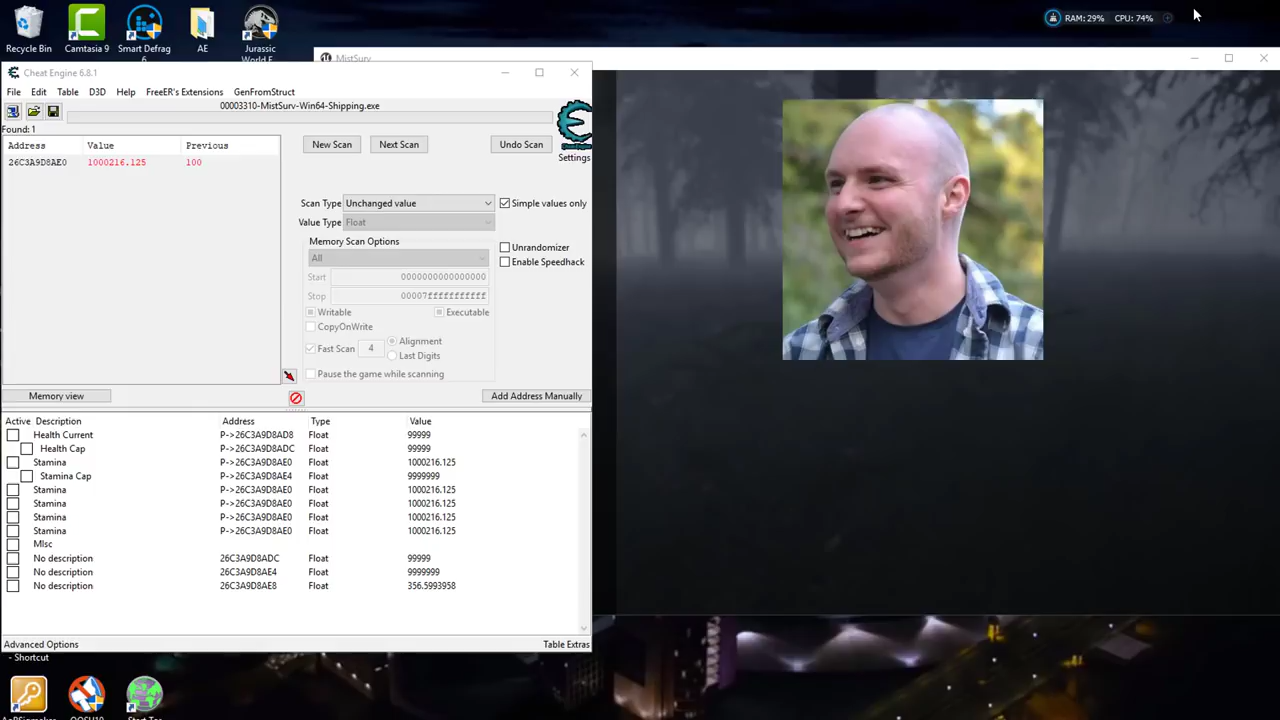 RAM: 29% CPU: 74%
Recycle Bin
Camtasia 9
Smart Defrag
6
AE
Jurassic
World E...
MistSurv
Cheat Engine 6.8.1
File Edit Table D3D Help FreeER's Extensions GenFromStruct
00003310-MistSurv-Win64-Shipping.exe
Found: 1
Address Value Previous
26C3A9D8AE0 1000216.125 100
New Scan Next Scan Undo Scan
Settings
Scan Type Unchanged value Simple values only
Value Type Float
Memory Scan Options
All
Unrandomizer
Enable Speedhack
Start 0000000000000000
Stop 00007fffffffffff
Writable Executable
CopyOnWrite
Fast Scan 4 Alignment
Last Digits
Pause the game while scanning
Memory view Add Address Manually
Active Description Address Type Value
Health Current P->26C3A9D8AD8 Float 99999
Health Cap P->26C3A9D8ADC Float 99999
Stamina P->26C3A9D8AE0 Float 1000216.125
Stamina Cap P->26C3A9D8AE4 Float 9999999
Stamina P->26C3A9D8AE0 Float 1000216.125
Stamina P->26C3A9D8AE0 Float 1000216.125
Stamina P->26C3A9D8AE0 Float 1000216.125
Stamina P->26C3A9D8AE0 Float 1000216.125
MIsc
No description 26C3A9D8ADC Float 99999
No description 26C3A9D8AE4 Float 9999999
No description 26C3A9D8AE8 Float 356.5993958
Advanced Options Table Extras
- Shortcut